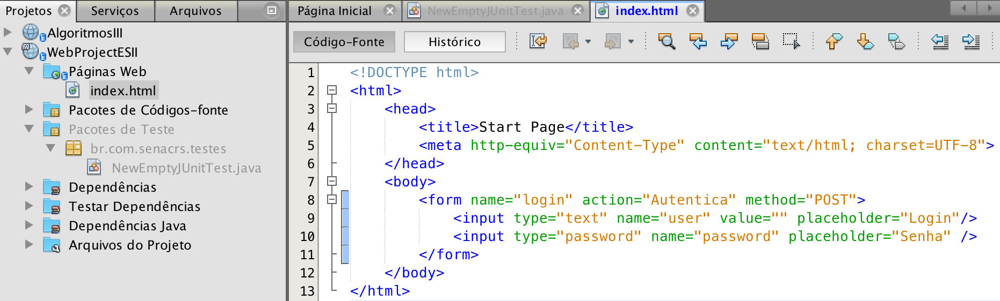 Projetos Serviços Arquivos
AlgoritmosIII
WebProjectESII
Páginas Web
index.html
Pacotes de Códigos-fonte
Pacotes de Teste
br.com.senacrs.testes
NewEmptyJUnitTest.java
Dependências
Testar Dependências
Dependências Java
Arquivos do Projeto
Página Inicial NewEmptyJUnitTest.java index.html
Código-Fonte Histórico
1 <!DOCTYPE html>
2 <html>
3 <head>
4 <title>Start Page</title>
5 <meta http-equiv="Content-Type" content="text/html; charset=UTF-8">
6 </head>
7 <body>
8 <form name="login" action="Autentica" method="POST">
9 <input type="text" name="user" value="" placeholder="Login"/>
10 <input type="password" name="password" placeholder="Senha" />
11 </form>
12 </body>
13 </html>